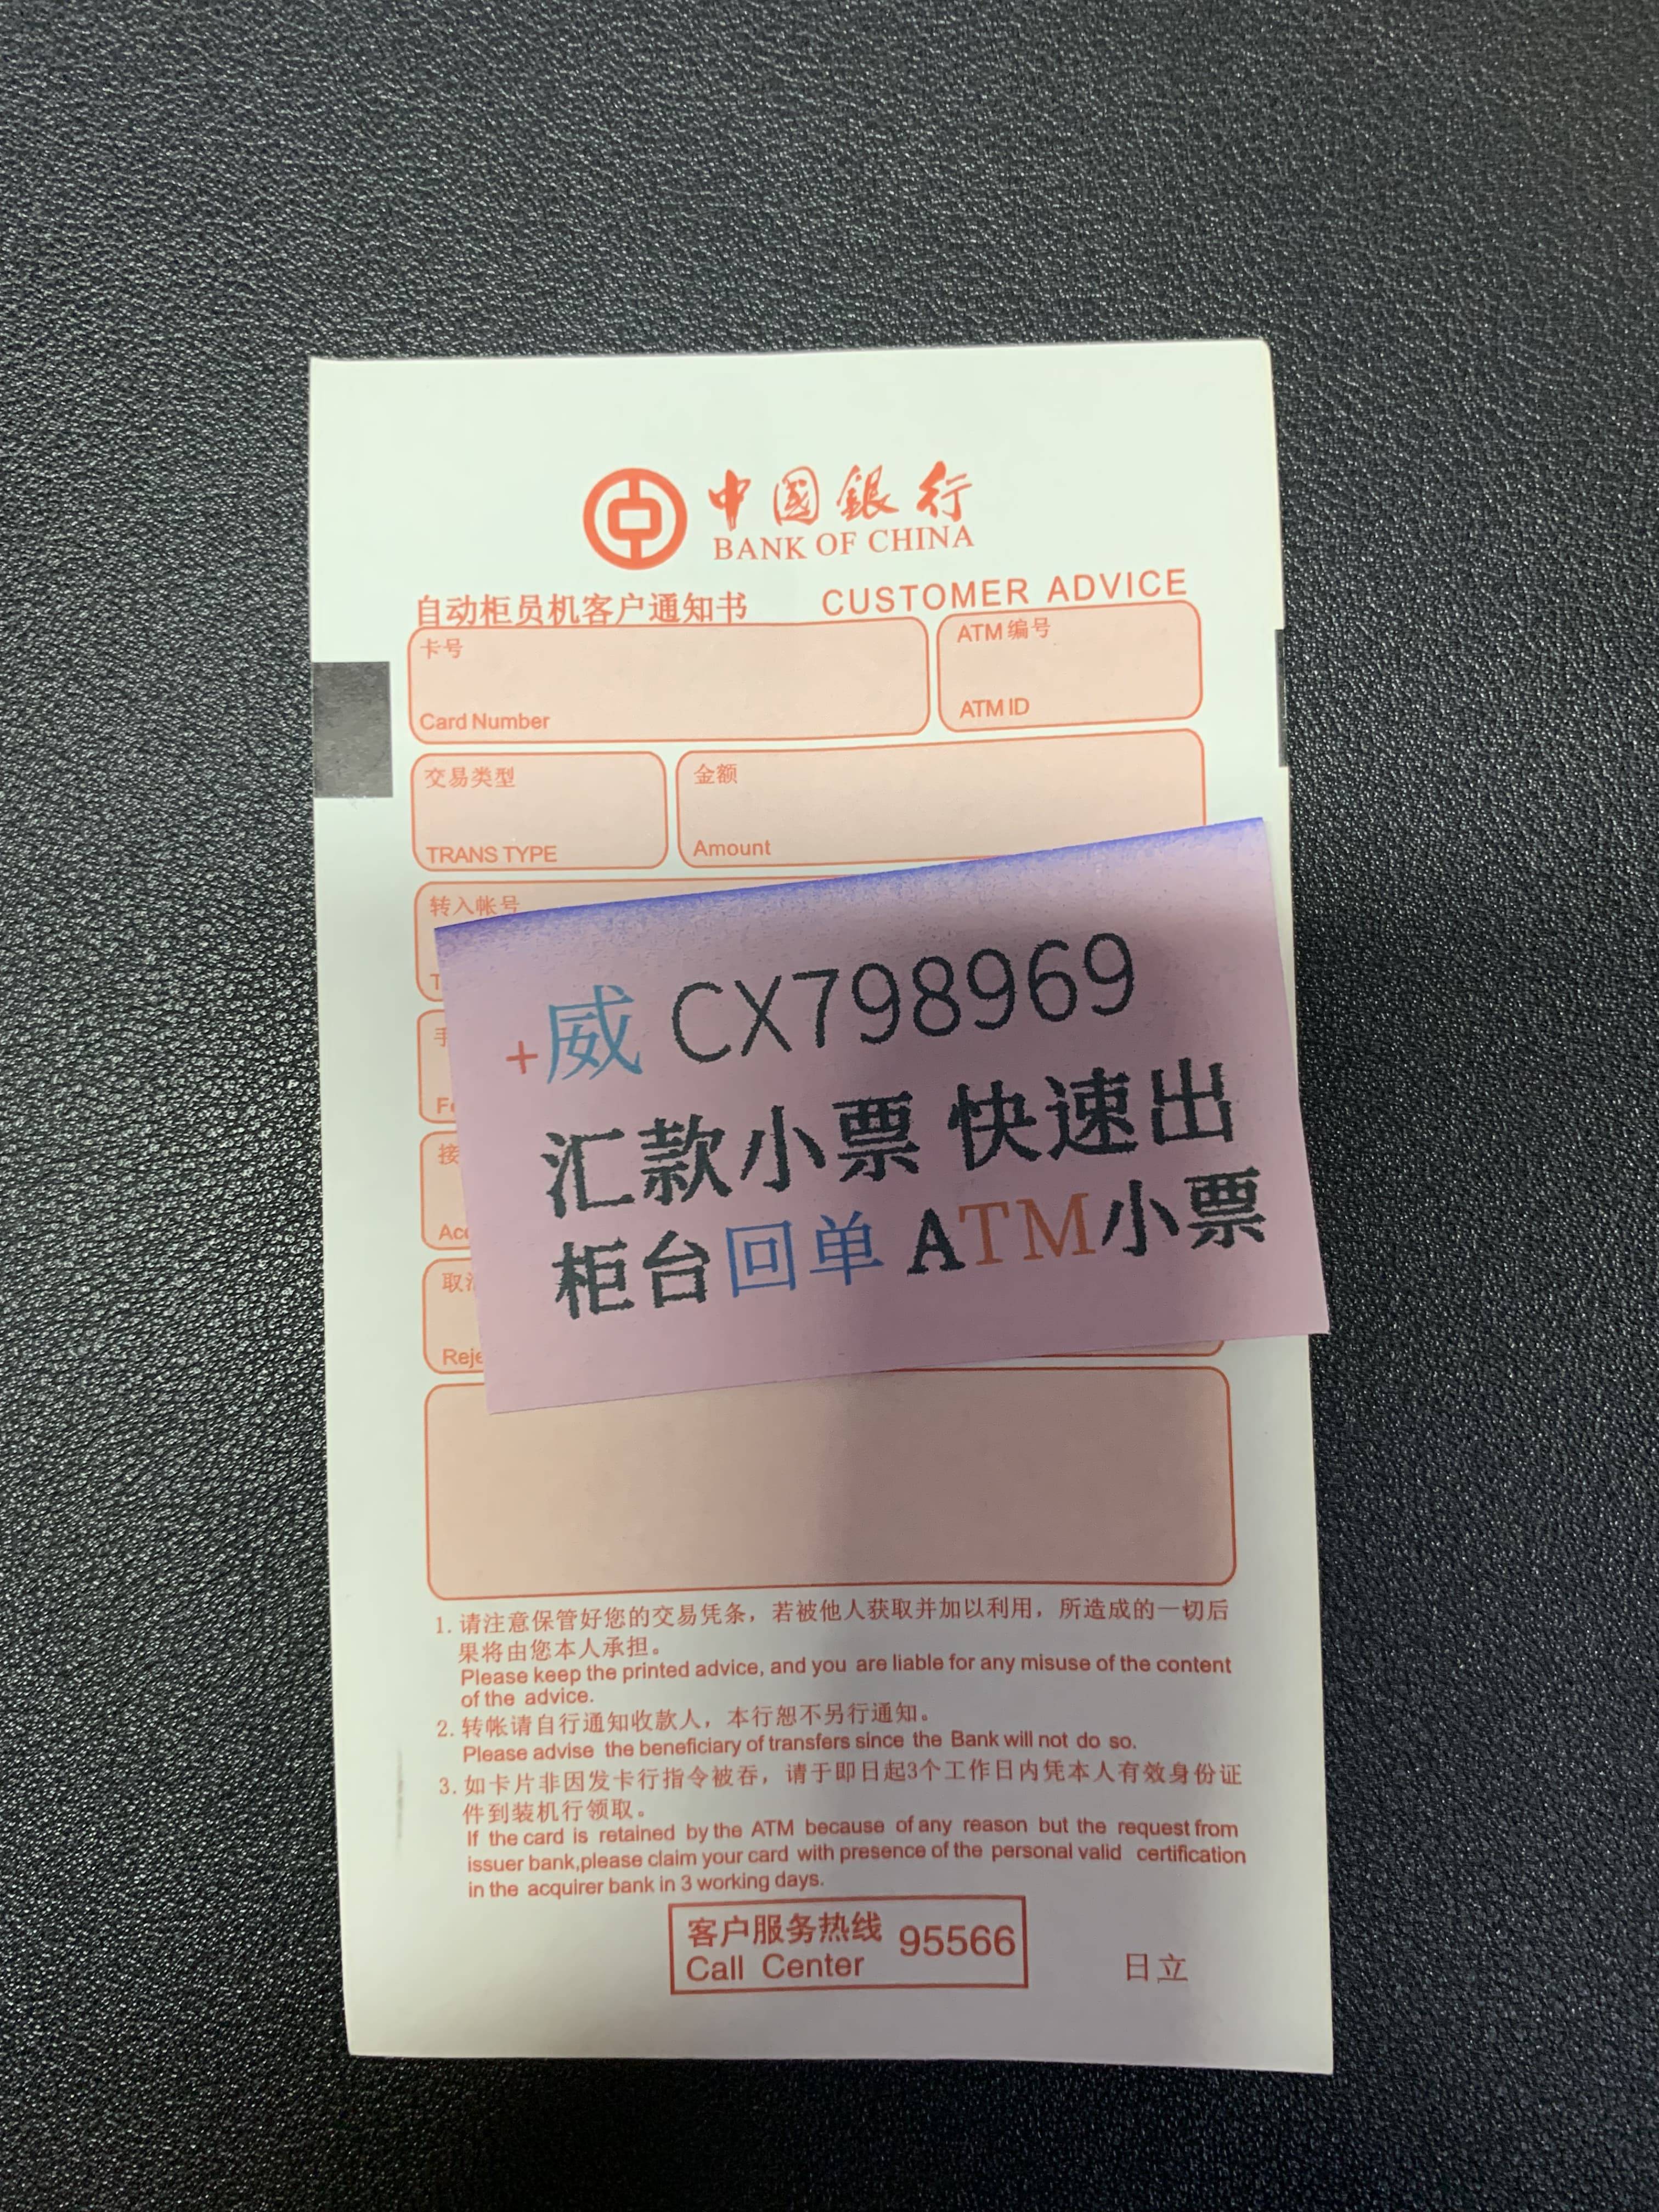 中國銀行
BANK OF CHINA
自动柜员机客户通知书 CUSTOMER ADVICE
卡号
Card Number
ATM 编号
ATM ID
交易类型
TRANS TYPE
金额
Amount
转入帐号
+威 CX798969
汇款小票 快速出
柜台回单 ATM小票
1. 请注意保管好您的交易凭条，若被他人获取并加以利用，所造成的一切后
果将由您本人承担。
Please keep the printed advice, and you are liable for any misuse of the content
of the advice.
2. 转帐请自行通知收款人，本行恕不另行通知。
Please advise the beneficiary of transfers since the Bank will not do so.
3. 如卡片非因发卡行指令被吞，请于即日起3个工作日内凭本人有效身份证
件到装机行领取。
If the card is retained by the ATM because of any reason but the request from
issuer bank,please claim your card with presence of the personal valid certification
in the acquirer bank in 3 working days.
客户服务热线 95566
Call Center
日立